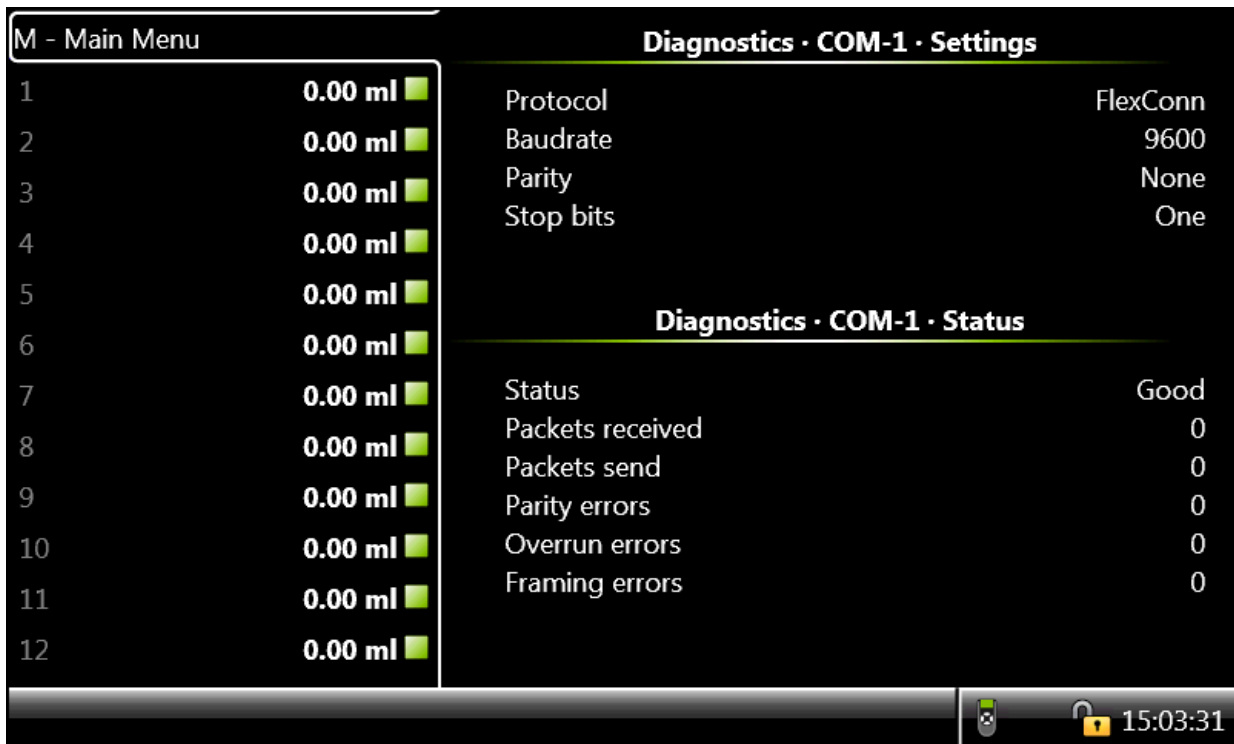 M - Main Menu
1 0.00 ml
2 0.00 ml
3 0.00 ml
4 0.00 ml
5 0.00 ml
6 0.00 ml
7 0.00 ml
8 0.00 ml
9 0.00 ml
10 0.00 ml
11 0.00 ml
12 0.00 ml
Diagnostics · COM-1 · Settings
Protocol FlexConn
Baudrate 9600
Parity None
Stop bits One
Diagnostics · COM-1 · Status
Status Good
Packets received 0
Packets send 0
Parity errors 0
Overrun errors 0
Framing errors 0
15:03:31